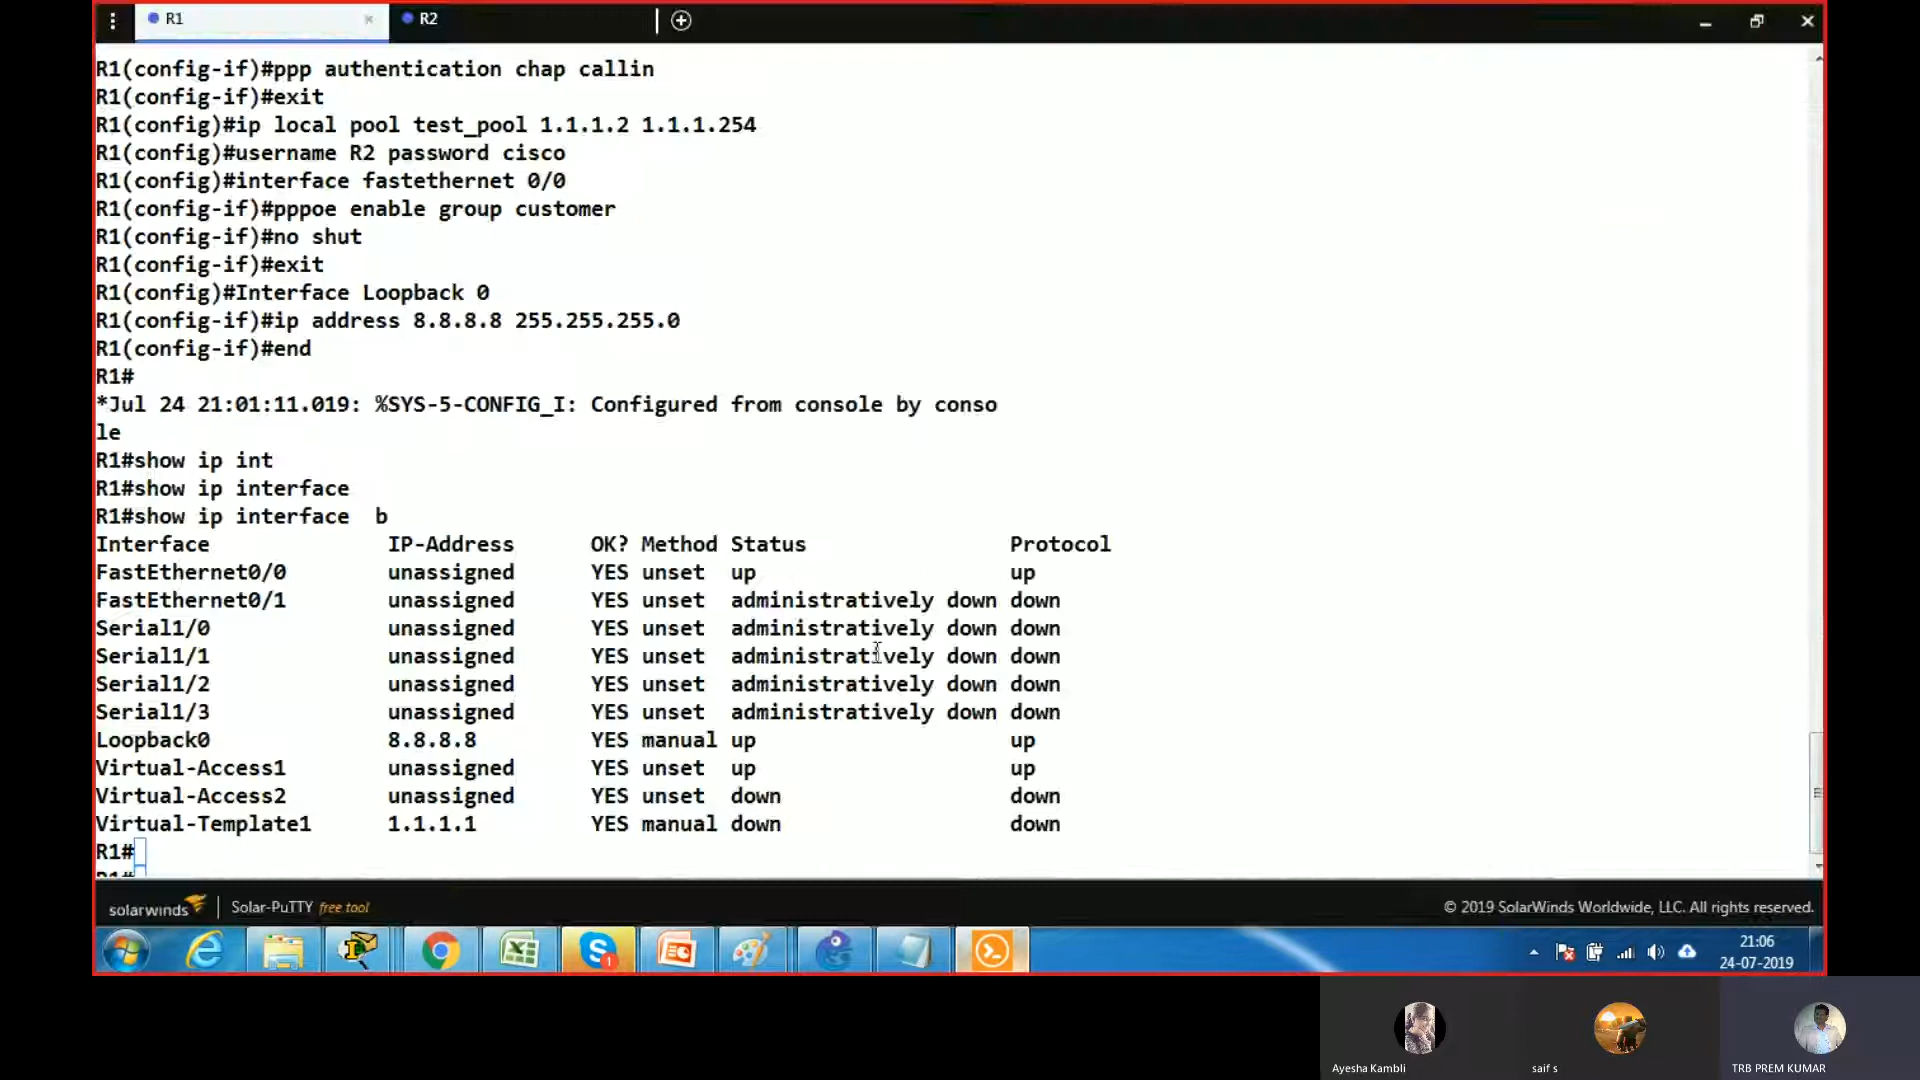 R1
R2
R1(config-if)#ppp authentication chap callin
R1(config-if)#exit
R1(config)#ip local pool test_pool 1.1.1.2 1.1.1.254
R1(config)#username R2 password cisco
R1(config)#interface fastethernet 0/0
R1(config-if)#pppoe enable group customer
R1(config-if)#no shut
R1(config-if)#exit
R1(config)#Interface Loopback 0
R1(config-if)#ip address 8.8.8.8 255.255.255.0
R1(config-if)#end
R1#
*Jul 24 21:01:11.019: %SYS-5-CONFIG_I: Configured from console by conso
le
R1#show ip int
R1#show ip interface
R1#show ip interface  b
Interface IP-Address OK? Method Status Protocol
FastEthernet0/0 unassigned YES unset up up
FastEthernet0/1 unassigned YES unset administratively down down
Serial1/0 unassigned YES unset administratively down down
Serial1/1 unassigned YES unset administratively down down
Serial1/2 unassigned YES unset administratively down down
Serial1/3 unassigned YES unset administratively down down
Loopback0 8.8.8.8 YES manual up up
Virtual-Access1 unassigned YES unset up up
Virtual-Access2 unassigned YES unset down down
Virtual-Template1 1.1.1.1 YES manual down down
R1#
R1#
solarwinds | Solar-PuTTY free tool
© 2019 SolarWinds Worldwide, LLC. All rights reserved.
1
21:06
24-07-2019
Ayesha Kambli
saif s
TRB PREM KUMAR